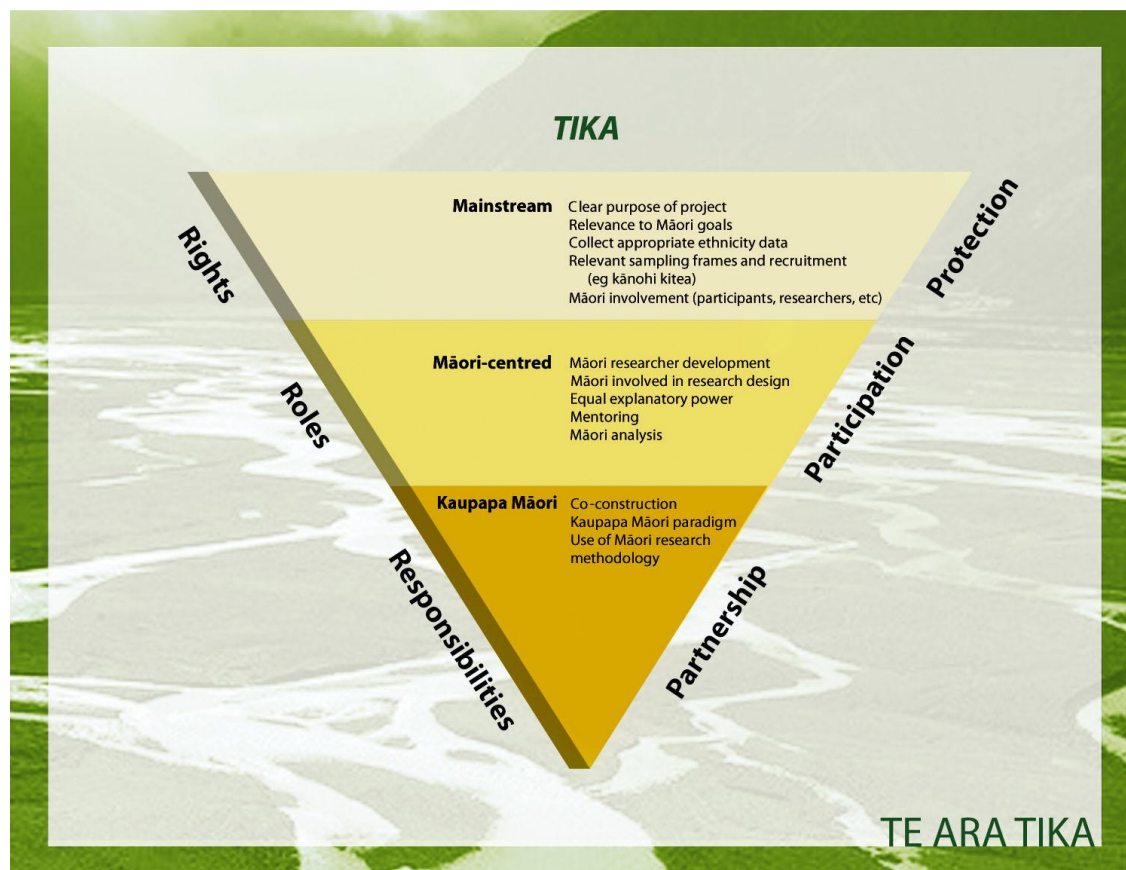 TIKA
Mainstream
Clear purpose of project
Relevance to Māori goals
Collect appropriate ethnicity data
Relevant sampling frames and recruitment
(eg kānohi kitea)
Māori involvement (participants, researchers, etc)
Rights
Protection
Māori-centred
Māori researcher development
Māori involved in research design
Equal explanatory power
Mentoring
Māori analysis
Roles
Participation
Kaupapa Māori
Co-construction
Kaupapa Māori paradigm
Use of Māori research
methodology
Responsibilities
Partnership
TE ARA TIKA